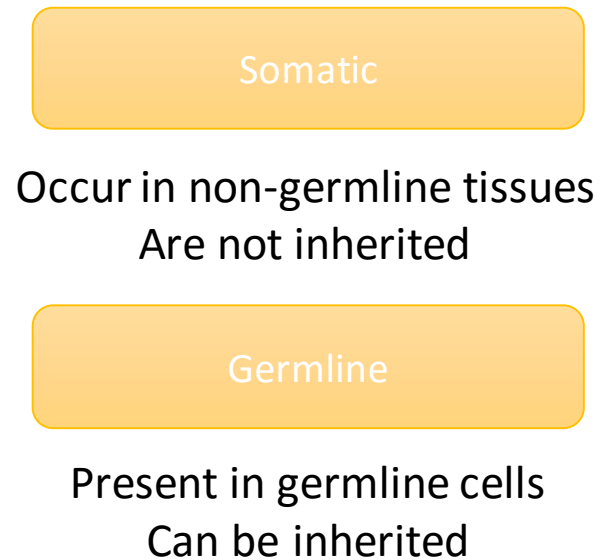 Somatic
Occur in non-germline tissues
Are not inherited
Germline
Present in germline cells
Can be inherited